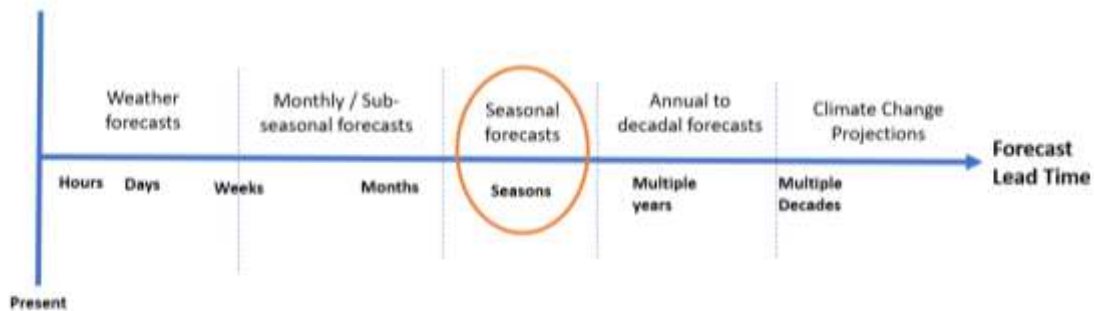 Weather
forecasts
Monthly / Sub-
seasonal forecasts
Seasonal
forecasts
Annual to
decadal forecasts
Climate Change
Projections
Forecast
Lead Time
Hours
Days
Weeks
Months
Seasons
Multiple
years
Multiple
Decades
Present